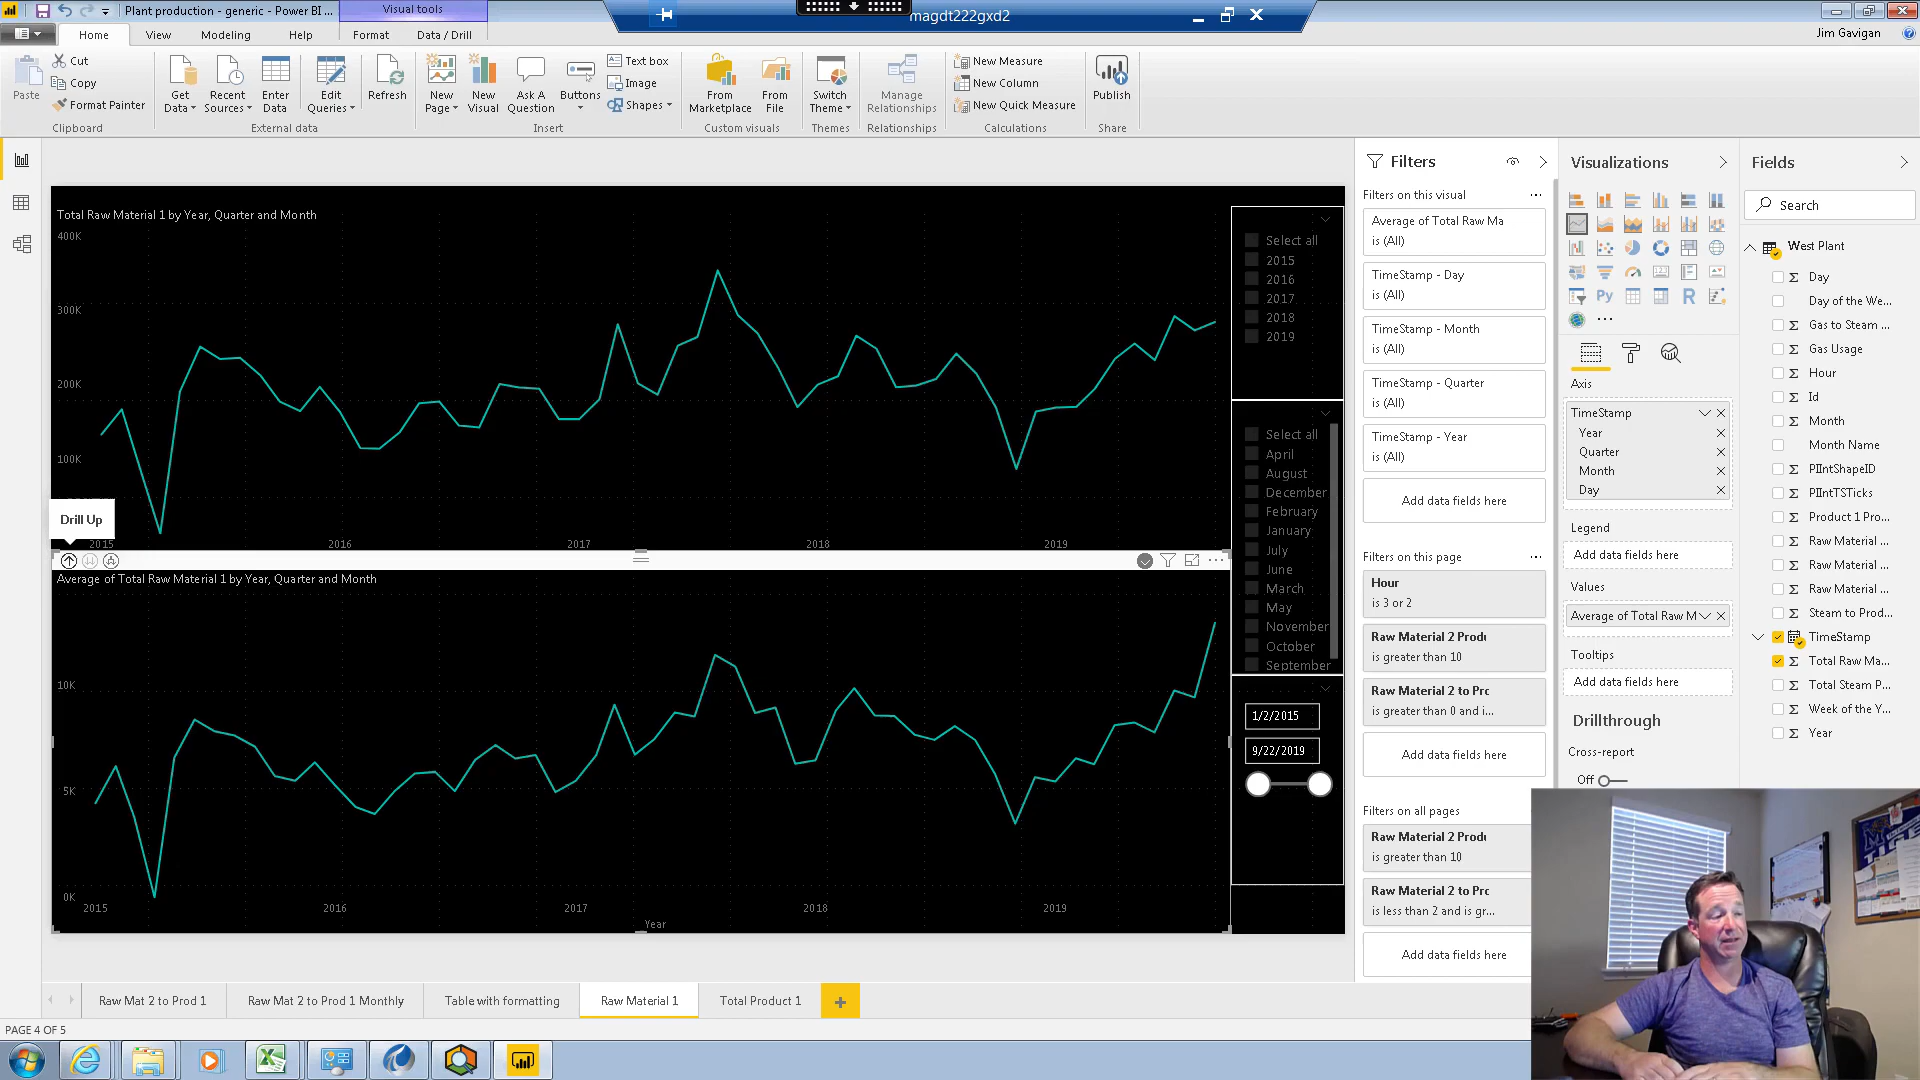 Plant production - generic - Power BI ...
Visual tools
magdt222gxd2
Home
View
Modeling
Help
Format
Data / Drill
Jim Gavigan
Paste
Cut
Copy
Format Painter
Clipboard
Get Data
Recent Sources
Enter Data
Edit Queries
Refresh
External data
New Page
New Visual
Ask A Question
Buttons
Text box
Image
Shapes
Insert
From Marketplace
From File
Custom visuals
Switch Theme
Themes
Manage Relationships
Relationships
New Measure
New Column
New Quick Measure
Calculations
Publish
Share
Total Raw Material 1 by Year, Quarter and Month
400K
300K
200K
100K
2015
2016
2017
2018
2019
Drill Up
Average of Total Raw Material 1 by Year, Quarter and Month
10K
5K
0K
2015
2016
2017
2018
2019
Year
Select all
2015
2016
2017
2018
2019
Select all
April
August
December
February
January
July
June
March
May
November
October
September
1/2/2015
9/22/2019
Filters
Filters on this visual
Average of Total Raw Ma
is (All)
TimeStamp - Day
is (All)
TimeStamp - Month
is (All)
TimeStamp - Quarter
is (All)
TimeStamp - Year
is (All)
Add data fields here
Filters on this page
Hour
is 3 or 2
Raw Material 2 Produ
is greater than 10
Raw Material 2 to Prc
is greater than 0 and i...
Add data fields here
Filters on all pages
Raw Material 2 Produ
is greater than 10
Raw Material 2 to Prc
is less than 2 and is gr...
Add data fields here
Visualizations
Py
R
Axis
TimeStamp
Year
Quarter
Month
Day
Legend
Add data fields here
Values
Average of Total Raw M
Tooltips
Add data fields here
Drillthrough
Cross-report
Off
Fields
Search
West Plant
Day
Day of the We...
Gas to Steam ...
Gas Usage
Hour
Id
Month
Month Name
PIIntShapeID
PIIntTSTicks
Product 1 Pro...
Raw Material ...
Raw Material ...
Raw Material ...
Steam to Prod...
TimeStamp
Total Raw Ma...
Total Steam P...
Week of the Y...
Year
Raw Mat 2 to Prod 1
Raw Mat 2 to Prod 1 Monthly
Table with formatting
Raw Material 1
Total Product 1
PAGE 4 OF 5